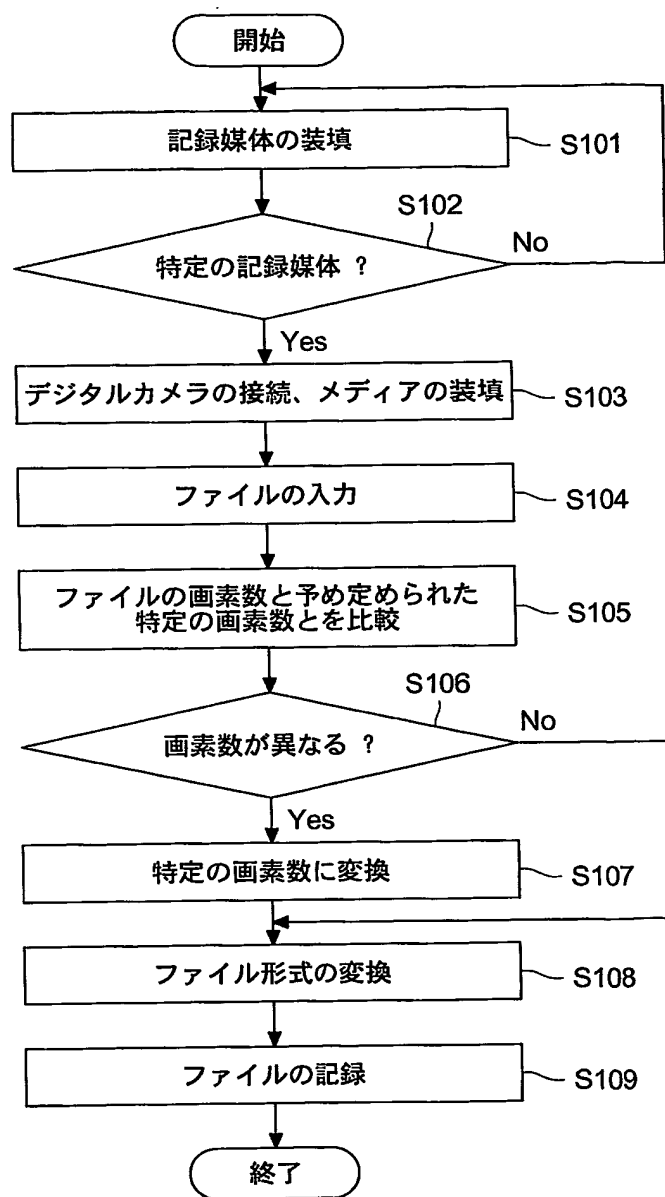 開始
記録媒体の装填
S101
S102
特定の記録媒体 ?
No
Yes
デジタルカメラの接続、メディアの装填
S103
ファイルの入力
S104
ファイルの画素数と予め定められた
特定の画素数とを比較
S105
S106
画素数が異なる ?
No
Yes
特定の画素数に変換
S107
ファイル形式の変換
S108
ファイルの記録
S109
終了